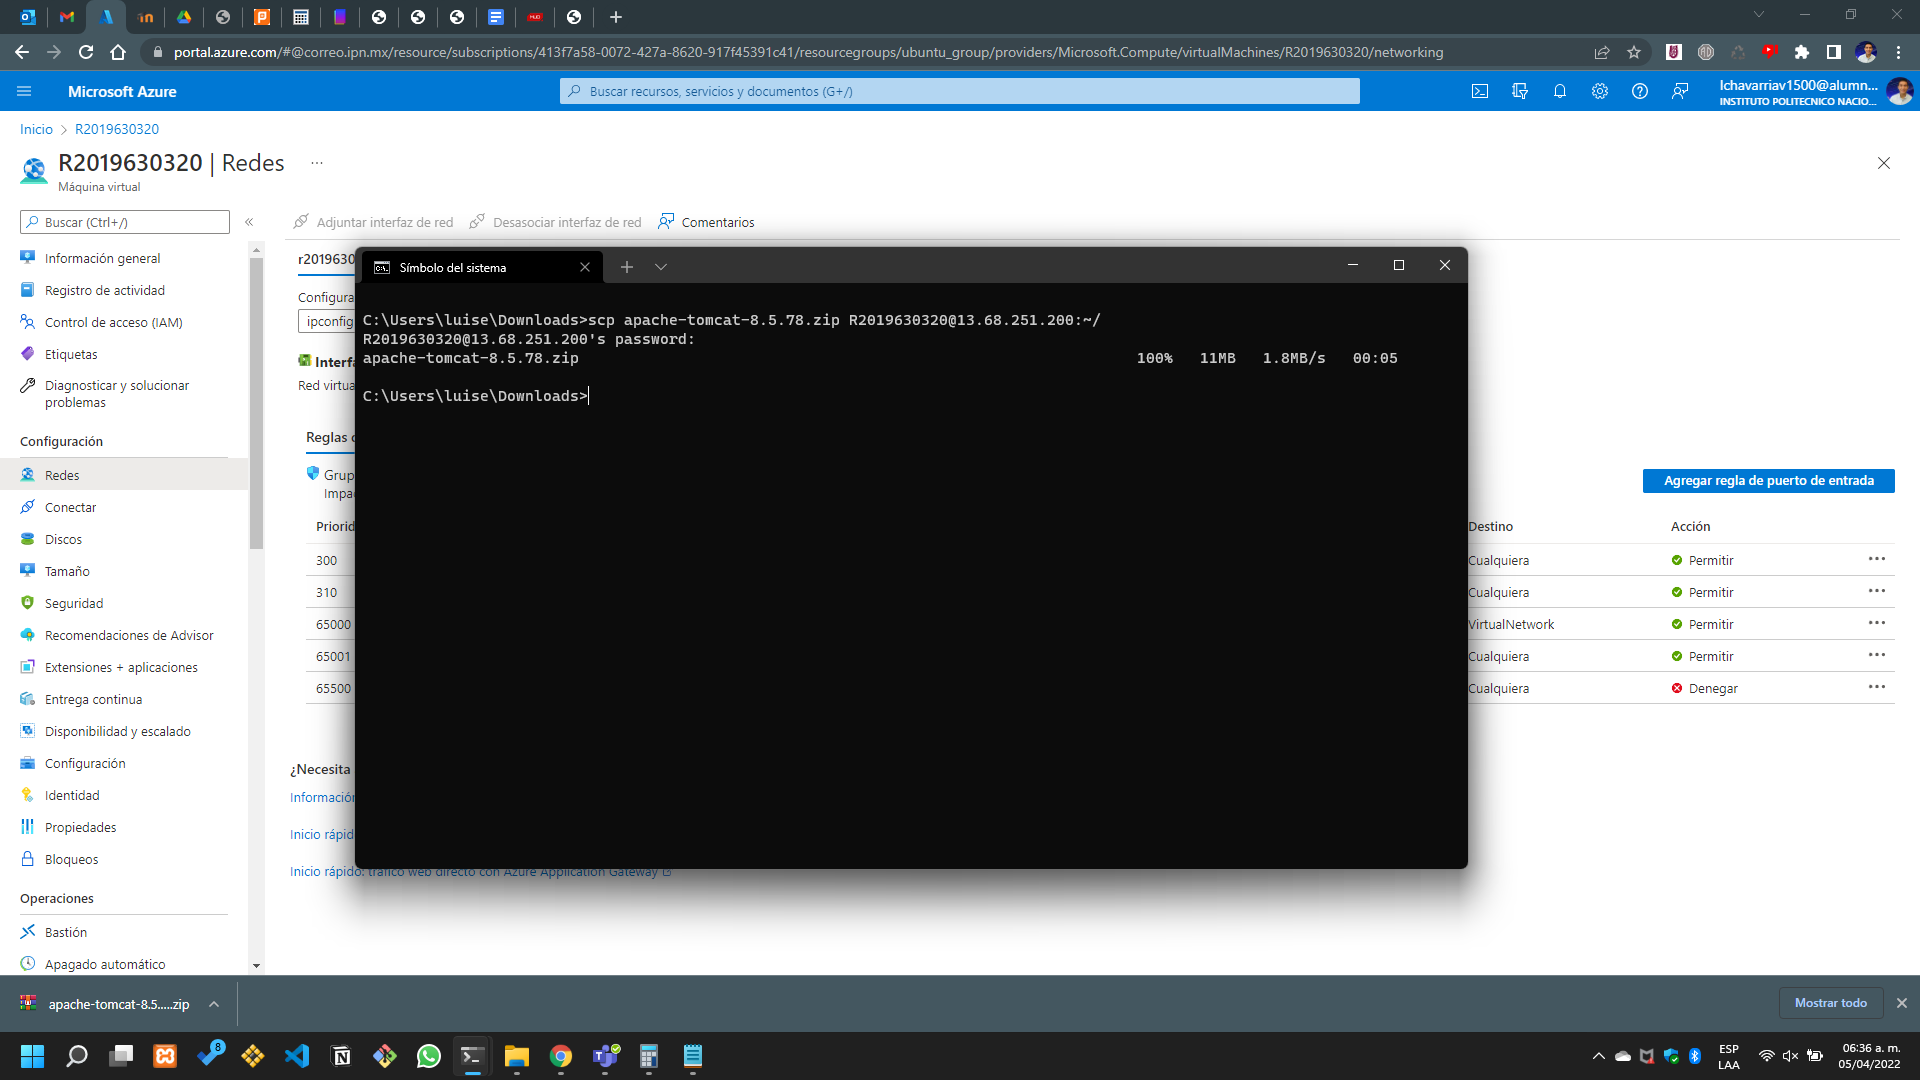 portal.azure.com/#@correo.ipn.mx/resource/subscriptions/413f7a58-0072-427a-8620-917f45391c41/resourcegroups/ubuntu_group/providers/Microsoft.Compute/virtualMachines/R2019630320/networking
Microsoft Azure
Buscar recursos, servicios y documentos (G+/)
lchavarriav1500@alumn...
INSTITUTO POLITECNICO NACIO...
Inicio > R2019630320
R2019630320 | Redes ...
Máquina virtual
Buscar (Ctrl+/)
Adjuntar interfaz de red
Desasociar interfaz de red
Comentarios
Información general
Registro de actividad
Control de acceso (IAM)
Etiquetas
Diagnosticar y solucionar
problemas
Configuración
Redes
Conectar
Discos
Tamaño
Seguridad
Recomendaciones de Advisor
Extensiones + aplicaciones
Entrega continua
Disponibilidad y escalado
Configuración
Identidad
Propiedades
Bloqueos
Operaciones
Bastión
Apagado automático
r201963
Configura
ipconfig
Interfa
Red virtua
Reglas
Grup
Impa
Priorid
300
310
65000
65001
65500
¿Necesita
Información
Inicio rápid
Inicio rápido: tráfico web directo con Azure Application Gateway
Símbolo del sistema
C:\Users\luise\Downloads>scp apache-tomcat-8.5.78.zip R2019630320@13.68.251.200:~/
R2019630320@13.68.251.200's password:
apache-tomcat-8.5.78.zip 100% 11MB 1.8MB/s 00:05
C:\Users\luise\Downloads>
Agregar regla de puerto de entrada
Destino Acción
Cualquiera Permitir
Cualquiera Permitir
VirtualNetwork Permitir
Cualquiera Permitir
Cualquiera Denegar
apache-tomcat-8.5.....zip
Mostrar todo
8
ESP
LAA
06:36 a. m.
05/04/2022